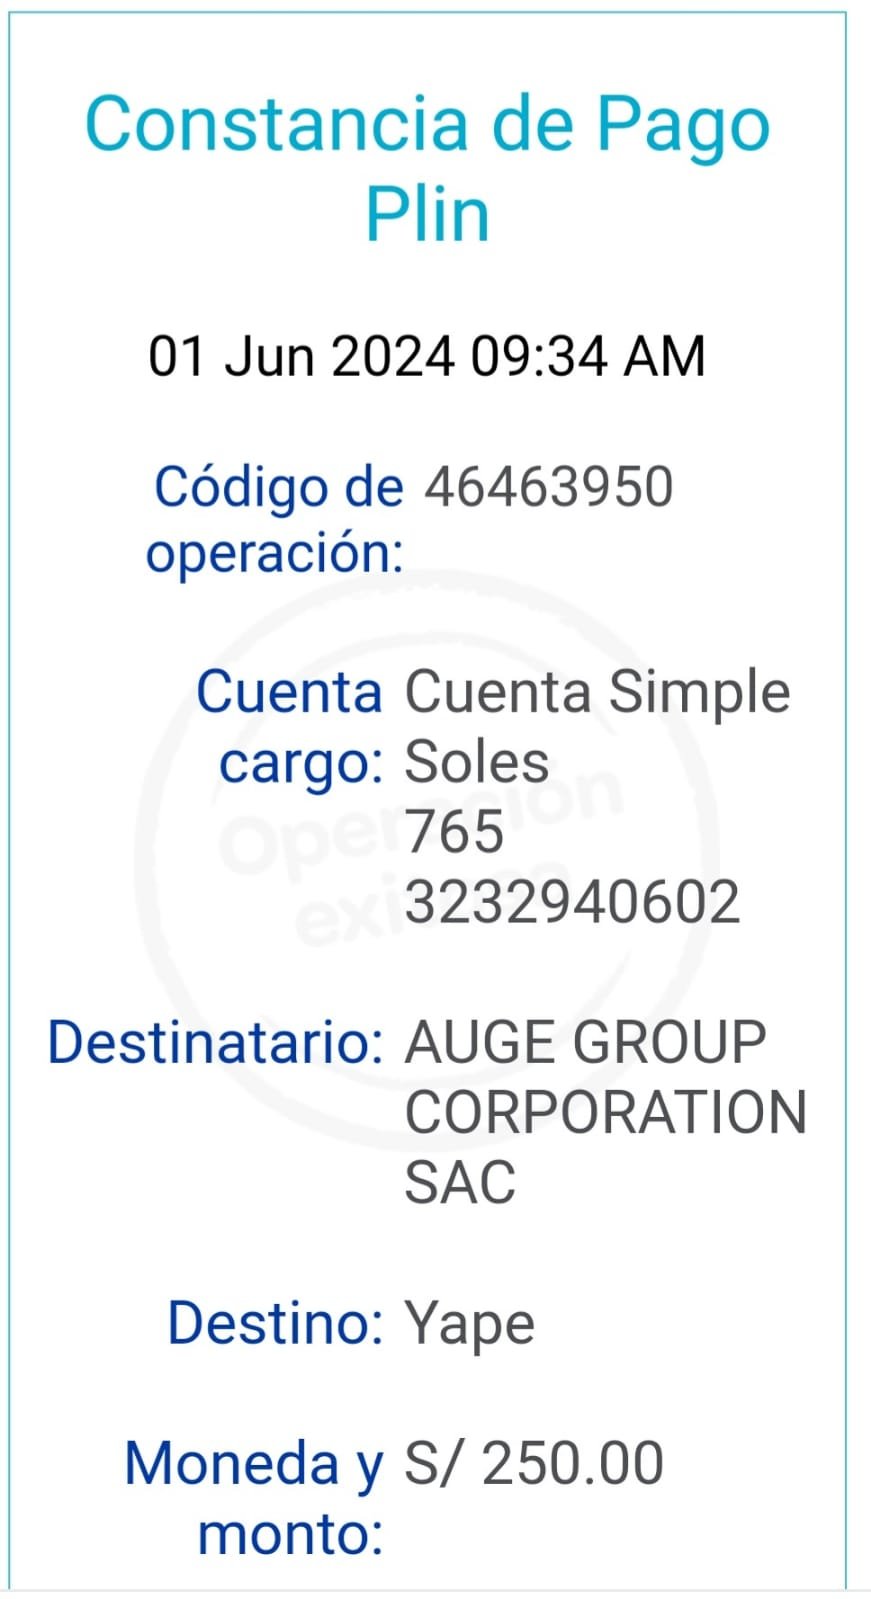 Constancia de Pago
Plin
01 Jun 2024 09:34 AM
Código de 46463950
operación:
Cuenta Cuenta Simple
cargo: Soles
765
3232940602
Operación
exitosa
Destinatario: AUGE GROUP
CORPORATION
SAC
Destino: Yape
Moneda y S/ 250.00
monto: